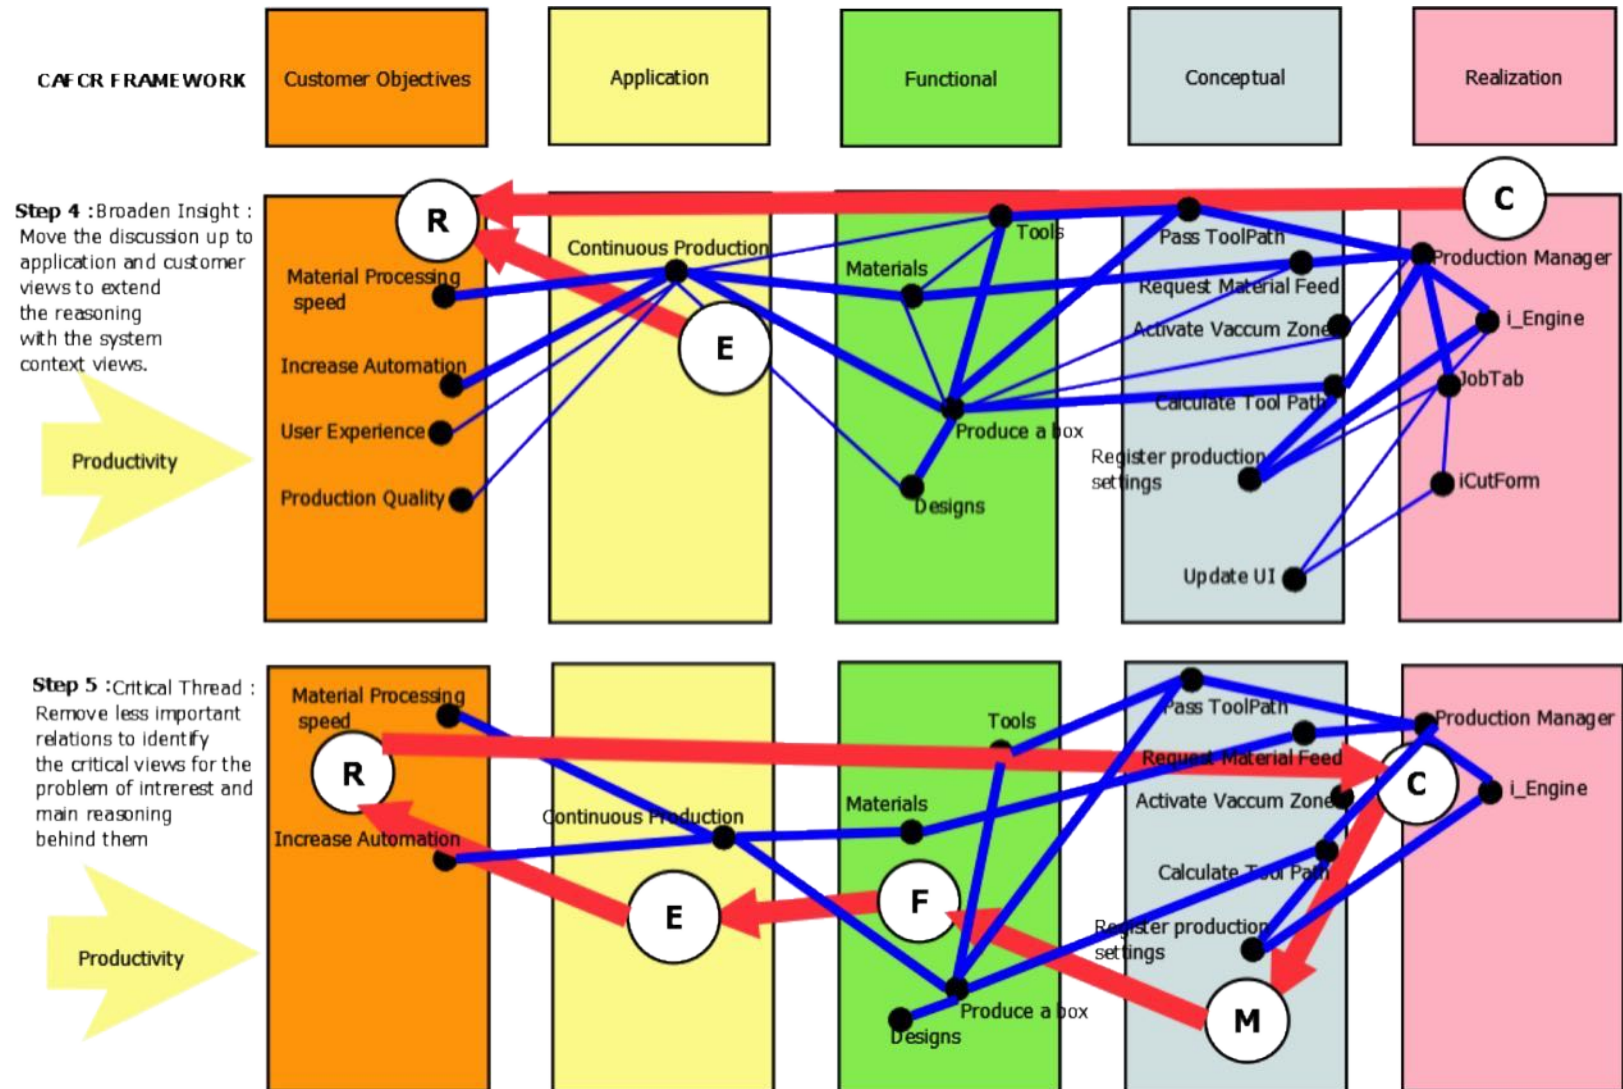 CAFCR FRAMEWORK
Customer Objectives
Application
Functional
Conceptual
Realization
Step 4 : Broaden Insight :
Move the discussion up to
application and customer
views to extend
the reasoning
with the system
context views.
Productivity
R
C
E
Material Processing
speed
Increase Automation
User Experience
Production Quality
Continuous Production
Tools
Materials
Produce a box
Designs
Pass ToolPath
Request Material Feed
Activate Vaccum Zone
Calculate Tool Path
Register production
settings
Update UI
Production Manager
i_Engine
JobTab
iCutForm
Step 5 : Critical Thread :
Remove less important
relations to identify
the critical views for the
problem of intrerest and
main reasoning
behind them
Productivity
Material Processing
speed
R
Increase Automation
Continuous Production
E
Tools
Materials
F
Produce a box
Designs
Pass ToolPath
Request Material Feed
Activate Vaccum Zone
Calculate Tool Path
Register production
settings
M
Production Manager
C
i_Engine